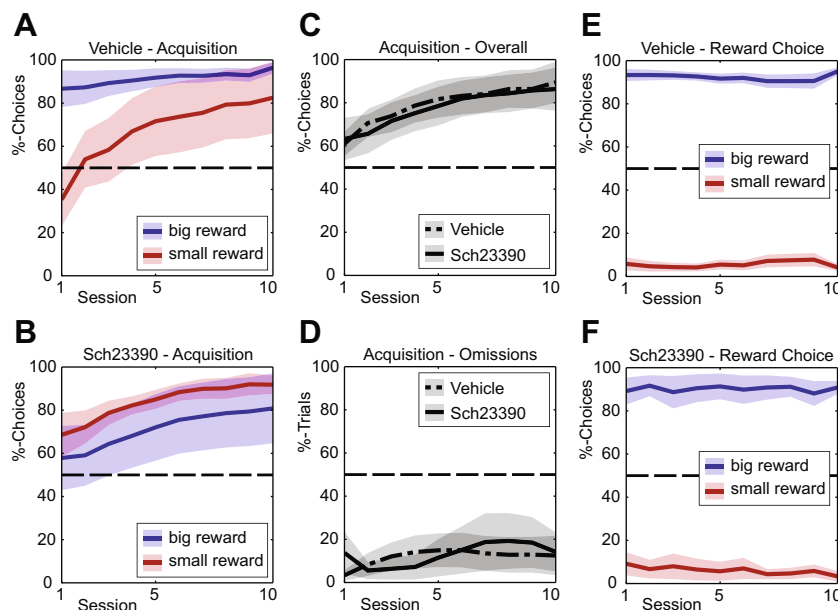 A
Vehicle - Acquisition
%-Choices
100
80
60
40
20
0
big reward
small reward
1
5
10
Session
C
Acquisition - Overall
%-Choices
100
80
60
40
20
0
Vehicle
Sch23390
1
5
10
Session
E
Vehicle - Reward Choice
%-Choices
100
80
60
40
20
0
big reward
small reward
1
5
10
Session
B
Sch23390 - Acquisition
%-Choices
100
80
60
40
20
0
big reward
small reward
1
5
10
Session
D
Acquisition - Omissions
%-Trials
100
80
60
40
20
0
Vehicle
Sch23390
1
5
10
Session
F
Sch23390 - Reward Choice
%-Choices
100
80
60
40
20
0
big reward
small reward
1
5
10
Session